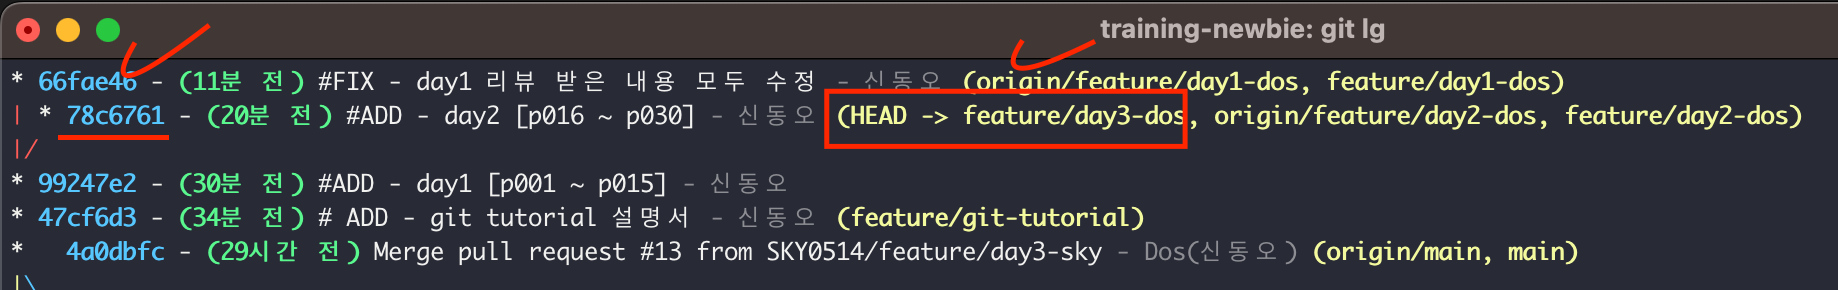 training-newbie: git lg
* 66fae46 - (11분 전) #FIX - day1 리뷰 받은 내용 모두 수정 - 신동오 (origin/feature/day1-dos, feature/day1-dos)
| * 78c6761 - (20분 전) #ADD - day2 [p016 ~ p030] - 신동오 (HEAD -> feature/day3-dos, origin/feature/day2-dos, feature/day2-dos)
|/
* 99247e2 - (30분 전) #ADD - day1 [p001 ~ p015] - 신동오
* 47cf6d3 - (34분 전) # ADD - git tutorial 설명서 - 신동오 (feature/git-tutorial)
*   4a0dbfc - (29시간 전) Merge pull request #13 from SKY0514/feature/day3-sky - Dos(신동오) (origin/main, main)
|\